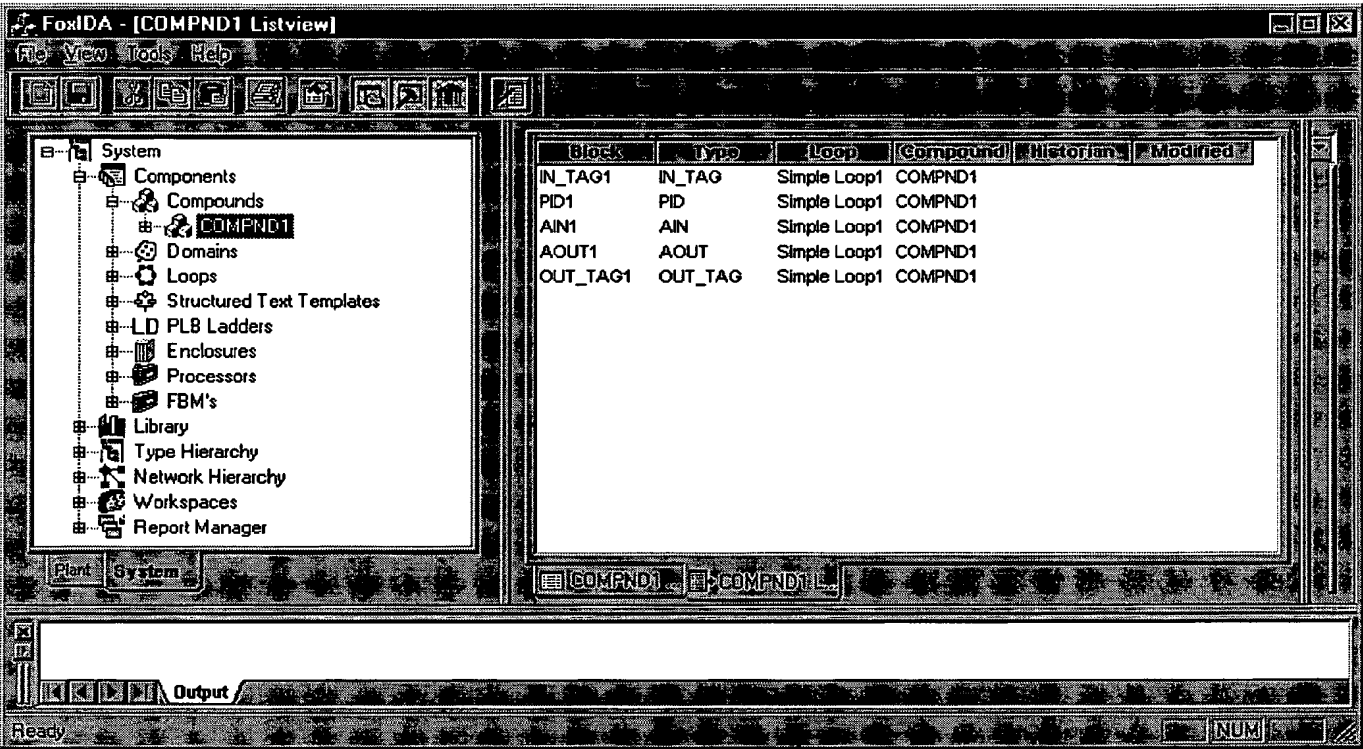 FoxIDA - [COMPND1 Listview]
File View Tools Help
System
Components
Compounds
COMPND1
Domains
Loops
Structured Text Templates
LD PLB Ladders
Enclosures
Processors
FBM's
Library
Type Hierarchy
Network Hierarchy
Workspaces
Report Manager
Plant System
Block Type Loop Compound Historian Modified
IN_TAG1 IN_TAG Simple Loop1 COMPND1
PID1 PID Simple Loop1 COMPND1
AIN1 AIN Simple Loop1 COMPND1
AOUT1 AOUT Simple Loop1 COMPND1
OUT_TAG1 OUT_TAG Simple Loop1 COMPND1
COMPND1 ... COMPND1 L...
Output
Ready NUM